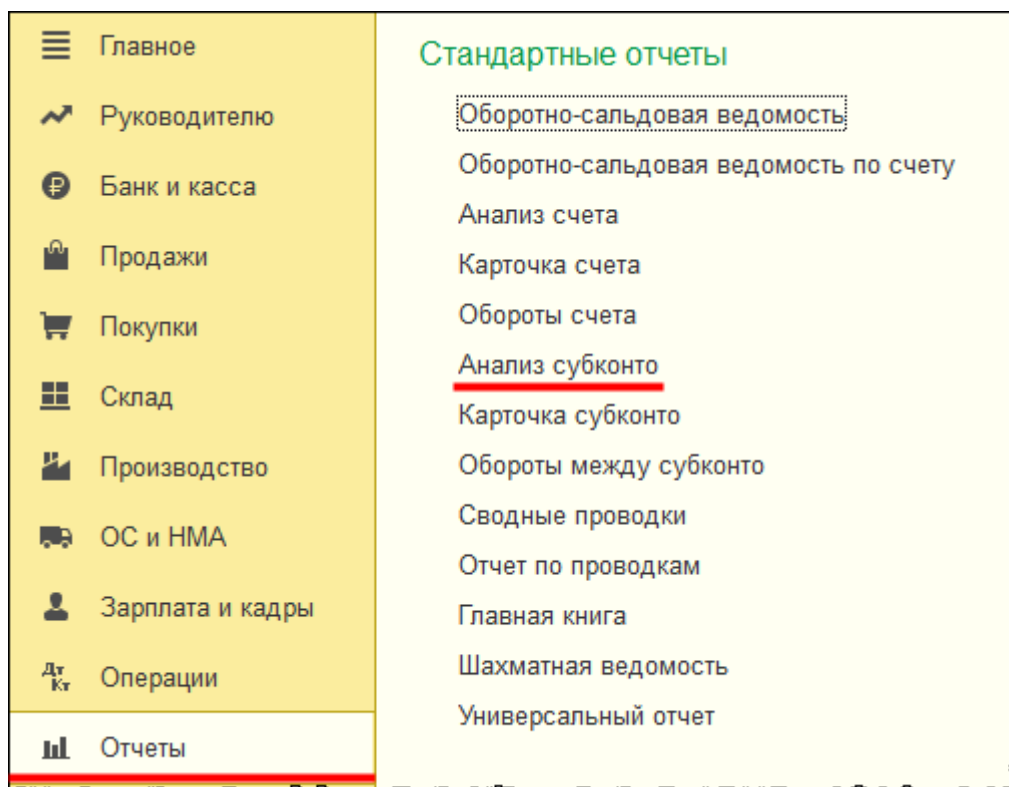 Главное
Руководителю
Банк и касса
Продажи
Покупки
Склад
Производство
ОС и НМА
Зарплата и кадры
Дт Кт Операции
Отчеты
Стандартные отчеты
Оборотно-сальдовая ведомость
Оборотно-сальдовая ведомость по счету
Анализ счета
Карточка счета
Обороты счета
Анализ субконто
Карточка субконто
Обороты между субконто
Сводные проводки
Отчет по проводкам
Главная книга
Шахматная ведомость
Универсальный отчет